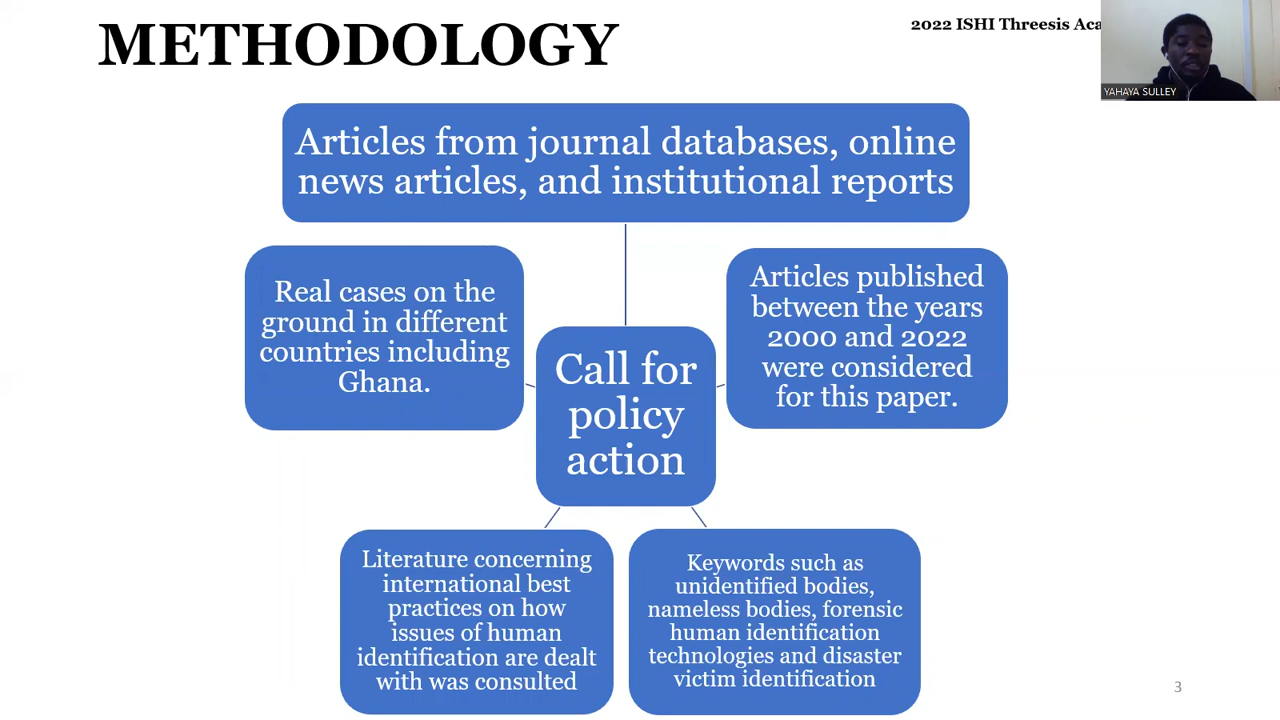 METHODOLOGY
2022 ISHI Threesis
YAHAYA SULLEY
Articles from journal databases, online
news articles, and institutional reports
Real cases on the
ground in different
countries including
Ghana.
Articles published
between the years
2000 and 2022
were considered
for this paper.
Call for
policy
action
Literature concerning
international best
practices on how
issues of human
identification are dealt
with was consulted
Keywords such as
unidentified bodies,
nameless bodies, forensic
human identification
technologies and disaster
victim identification
3